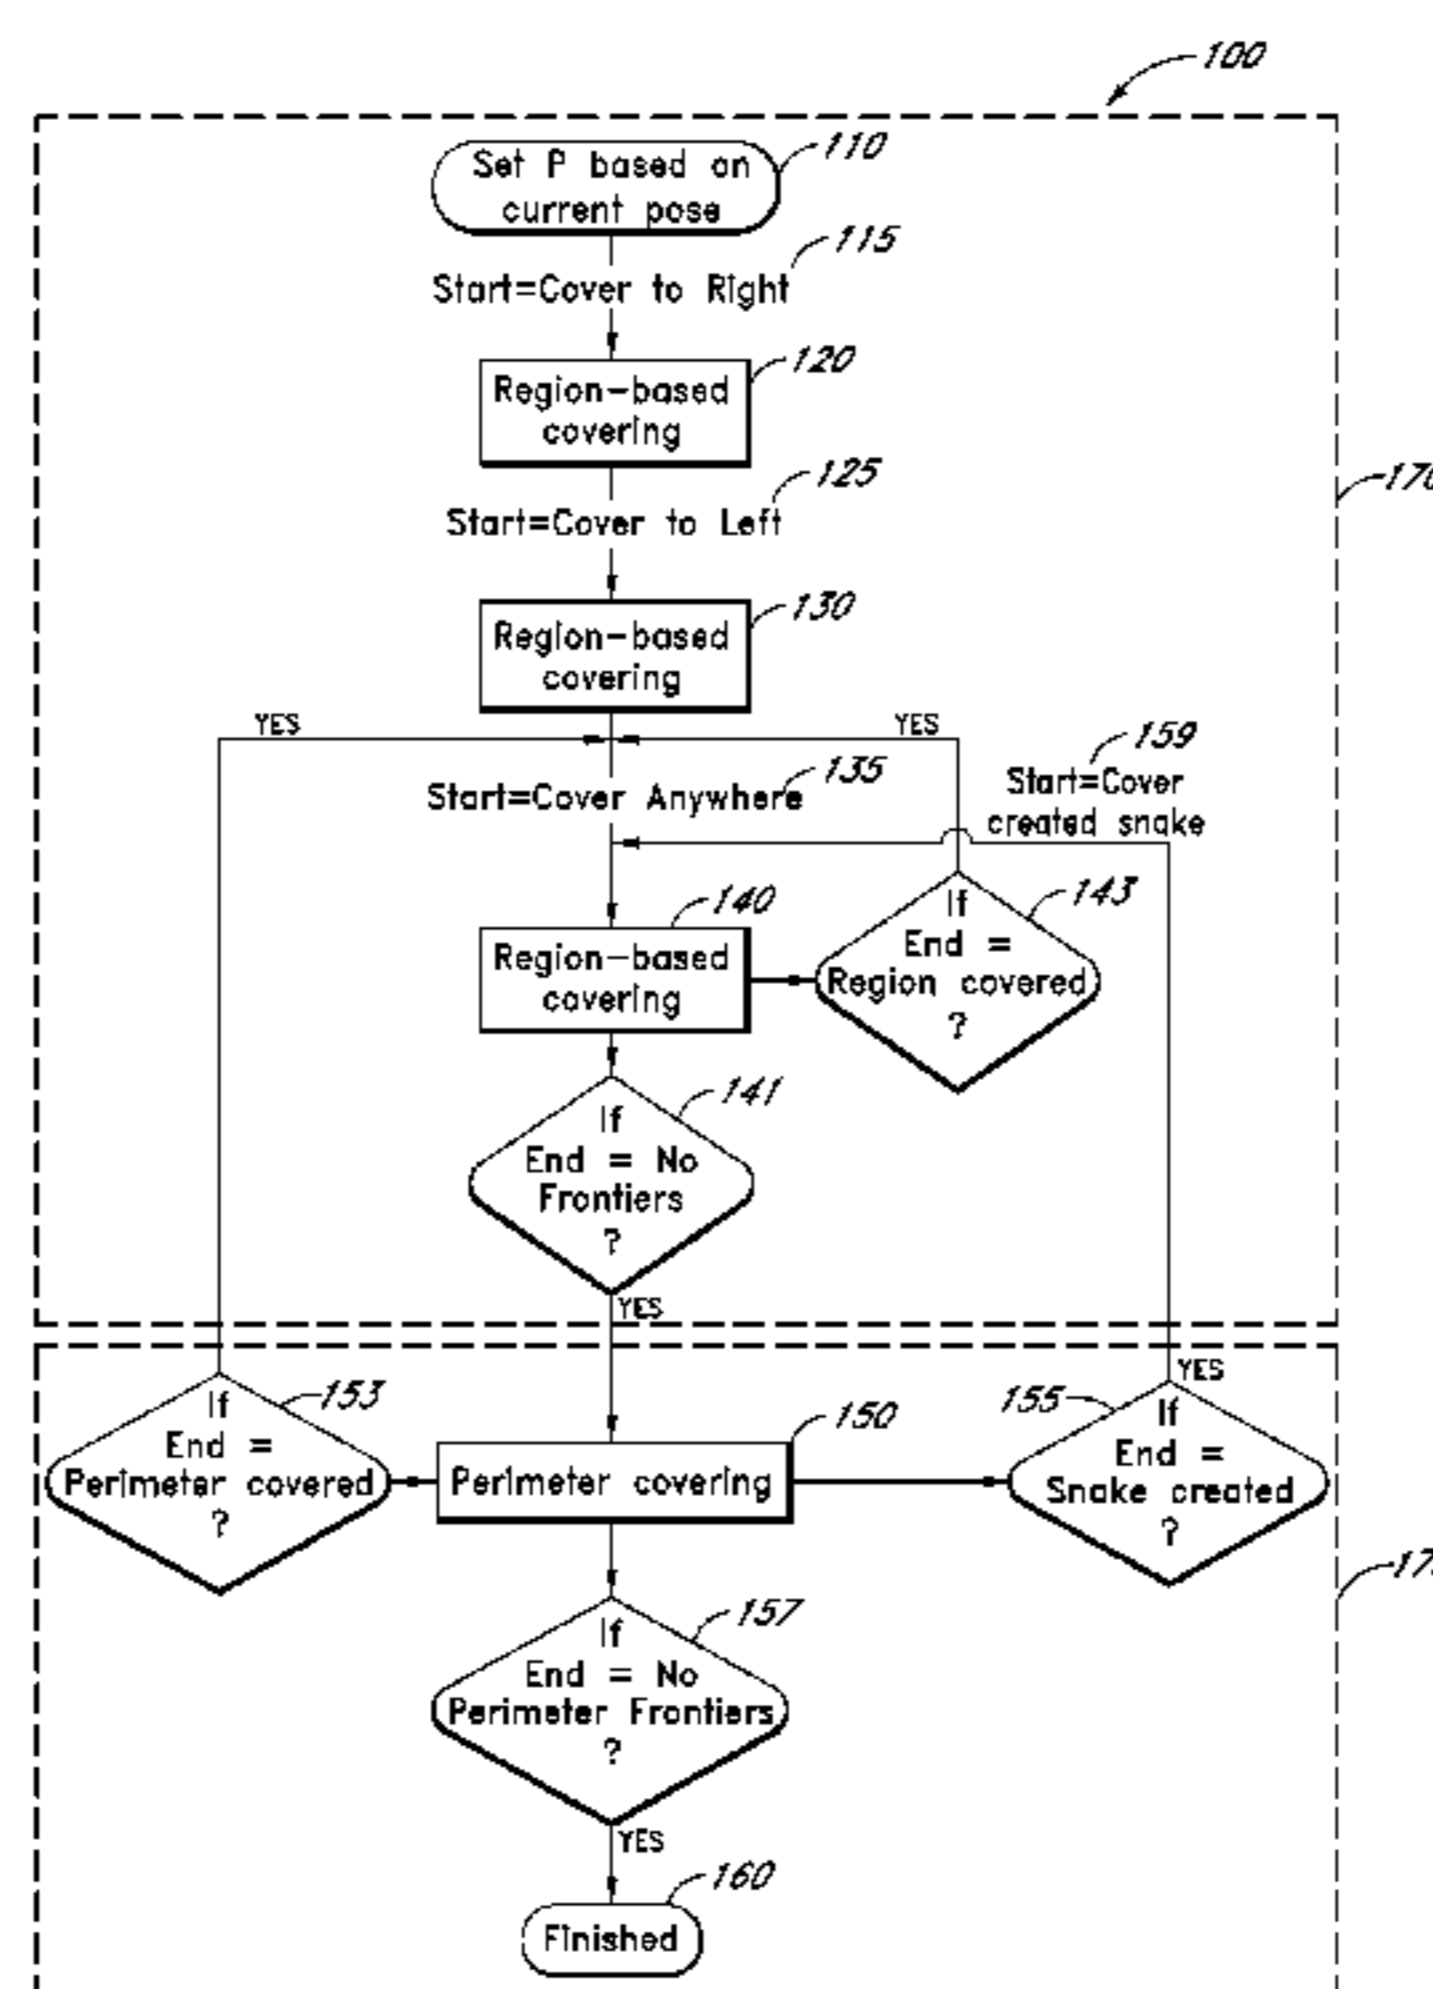 100
110
Set P based on
current pose
115
Start=Cover to Right
120
Region-based
covering
125
Start=Cover to Left
130
Region-based
covering
YES
YES
159
Start=Cover
created snake
135
Start=Cover Anywhere
140
Region-based
covering
143
If
End =
Region covered
?
141
If
End = No
Frontiers
?
YES
153
If
End =
Perimeter covered
?
150
Perimeter covering
YES
155
If
End =
Snake created
?
157
If
End = No
Perimeter Frontiers
?
YES
160
Finished